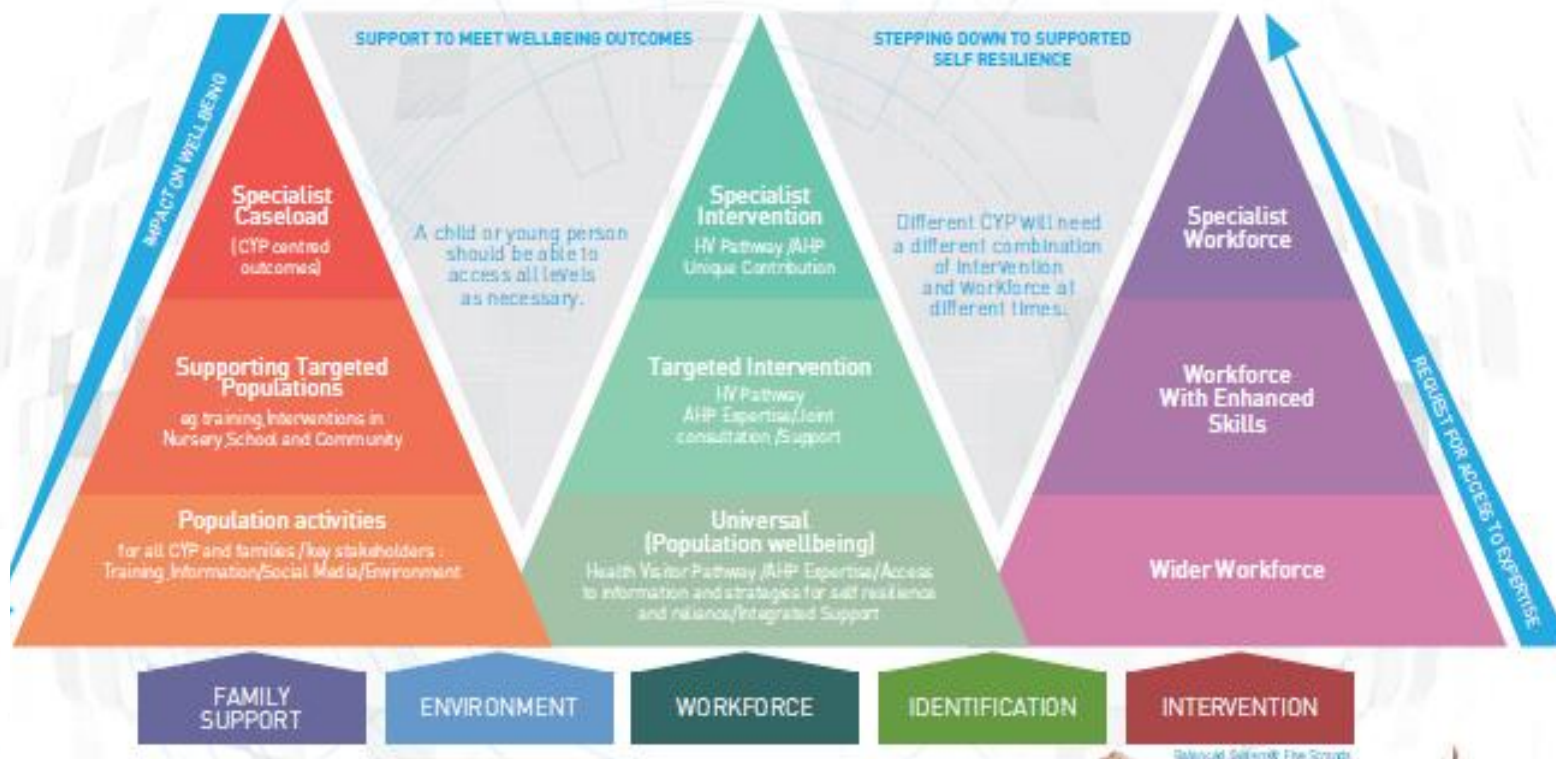 IMPACT ON WELLBEING
SUPPORT TO MEET WELLBEING OUTCOMES
STEPPING DOWN TO SUPPORTED
SELF RESILIENCE
Specialist
Caseload
(CYP centred
outcomes)
A child or young person
should be able to
access all levels
as necessary.
Specialist
Intervention
HV Pathway /AHP
Unique Contribution
Different CYP will need
a different combination
of Intervention
and Workforce at
different times.
Specialist
Workforce
Supporting Targeted
Populations
eg training,Interventions in
Nursery,School and Community
Targeted Intervention
HV Pathway
AHP Expertise/Joint
consultation /Support
Workforce
With Enhanced
Skills
REQUEST FOR ACCESS TO EXPERTISE
Population activities
for all CYP and families /key stakeholders :
Training,Information/Social Media/Environment
Universal
(Population wellbeing)
Health Visitor Pathway /AHP Expertise/Access
to information and strategies for self resilience
and relience/Integrated Support
Wider Workforce
FAMILY
SUPPORT
ENVIRONMENT
WORKFORCE
IDENTIFICATION
INTERVENTION